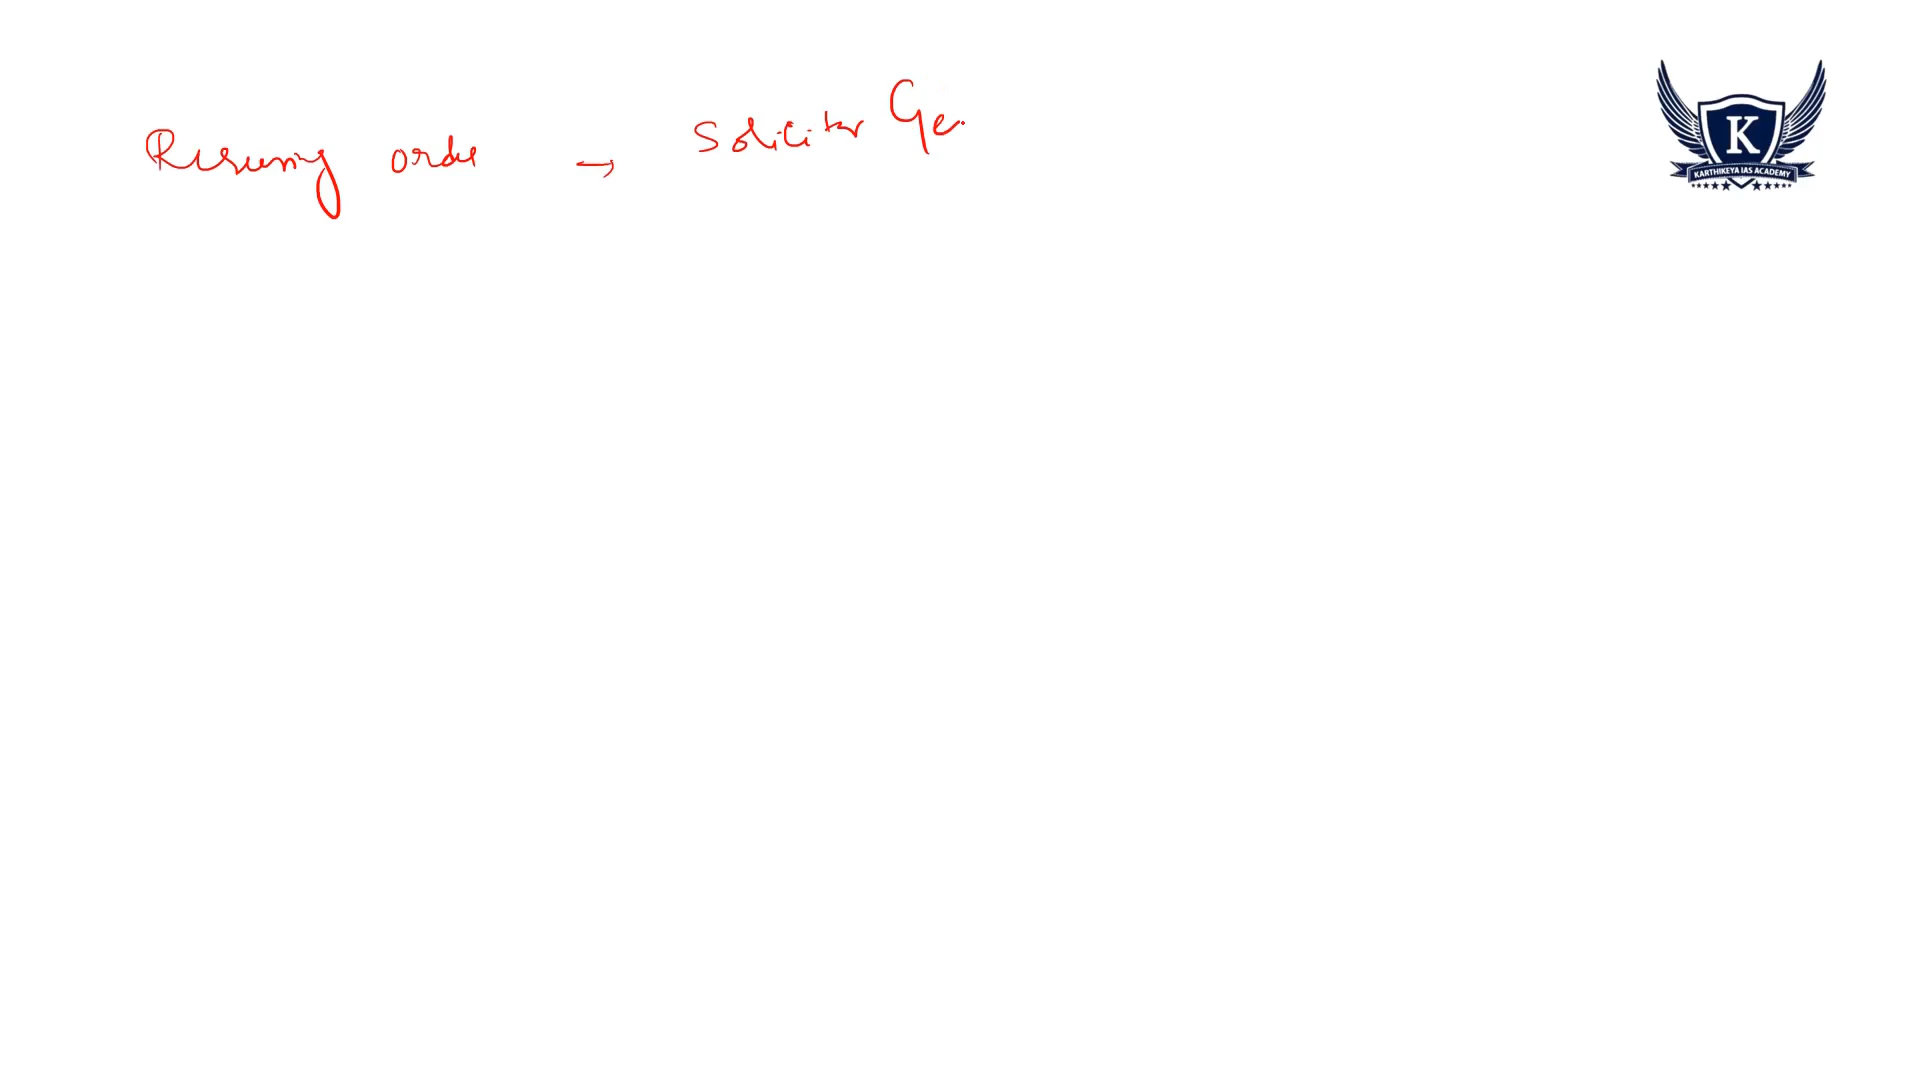 Reserving order → Solicitor Ge.
K
KARTHIKEYA IAS ACADEMY